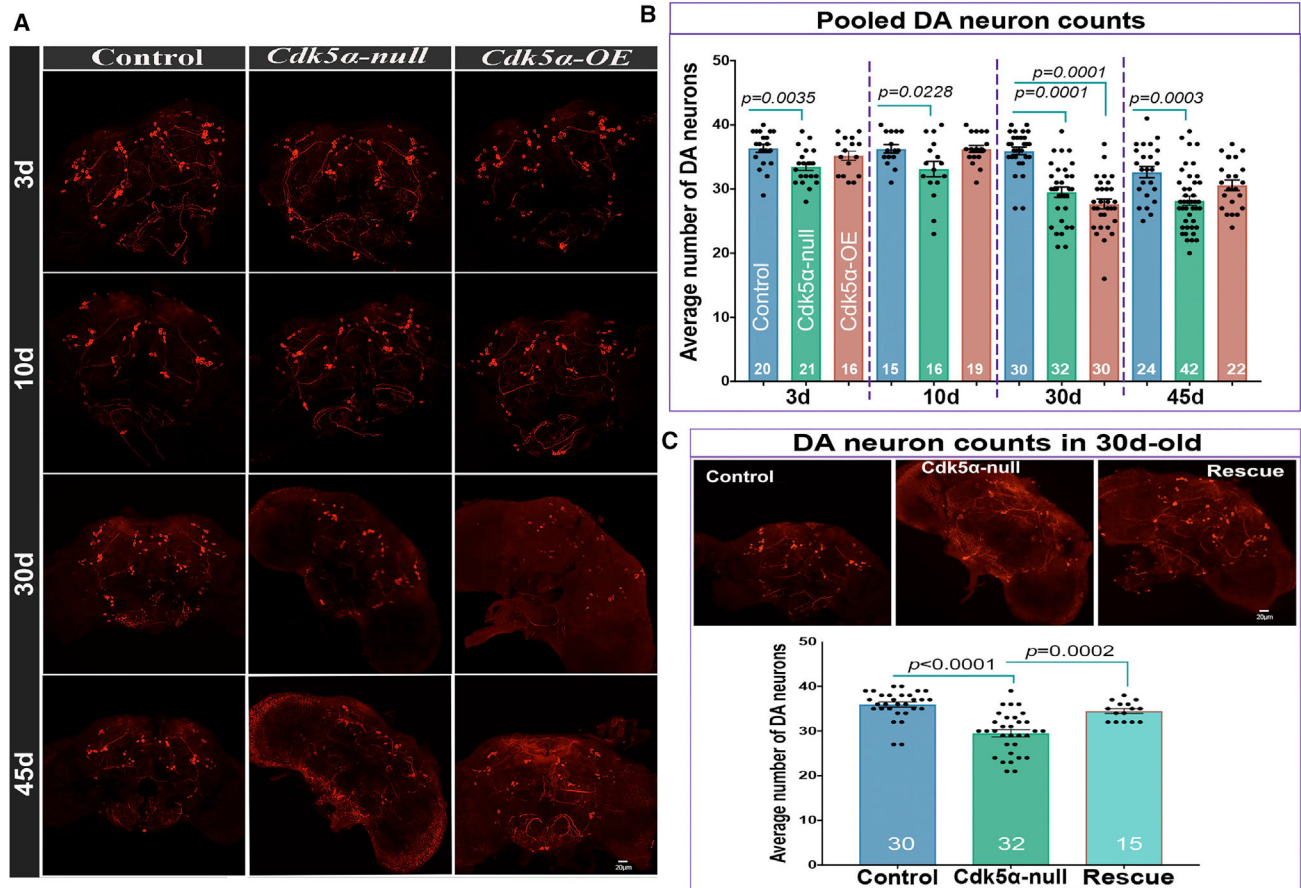 A
Control Cdk5α-null Cdk5α-OE
3d
10d
30d
45d
20μm
B
Pooled DA neuron counts
Average number of DA neurons
50
40
30
20
10
0
p=0.0035
p=0.0228
p=0.0001
p=0.0001
p=0.0003
Control
Cdk5α-null
Cdk5α-OE
20 21 16 15 16 19 30 32 30 24 42 22
3d 10d 30d 45d
C
DA neuron counts in 30d-old
Control
Cdk5α-null
Rescue
20μm
Average number of DA neurons
50
40
30
20
10
0
p<0.0001
p=0.0002
30 32 15
Control Cdk5α-null Rescue